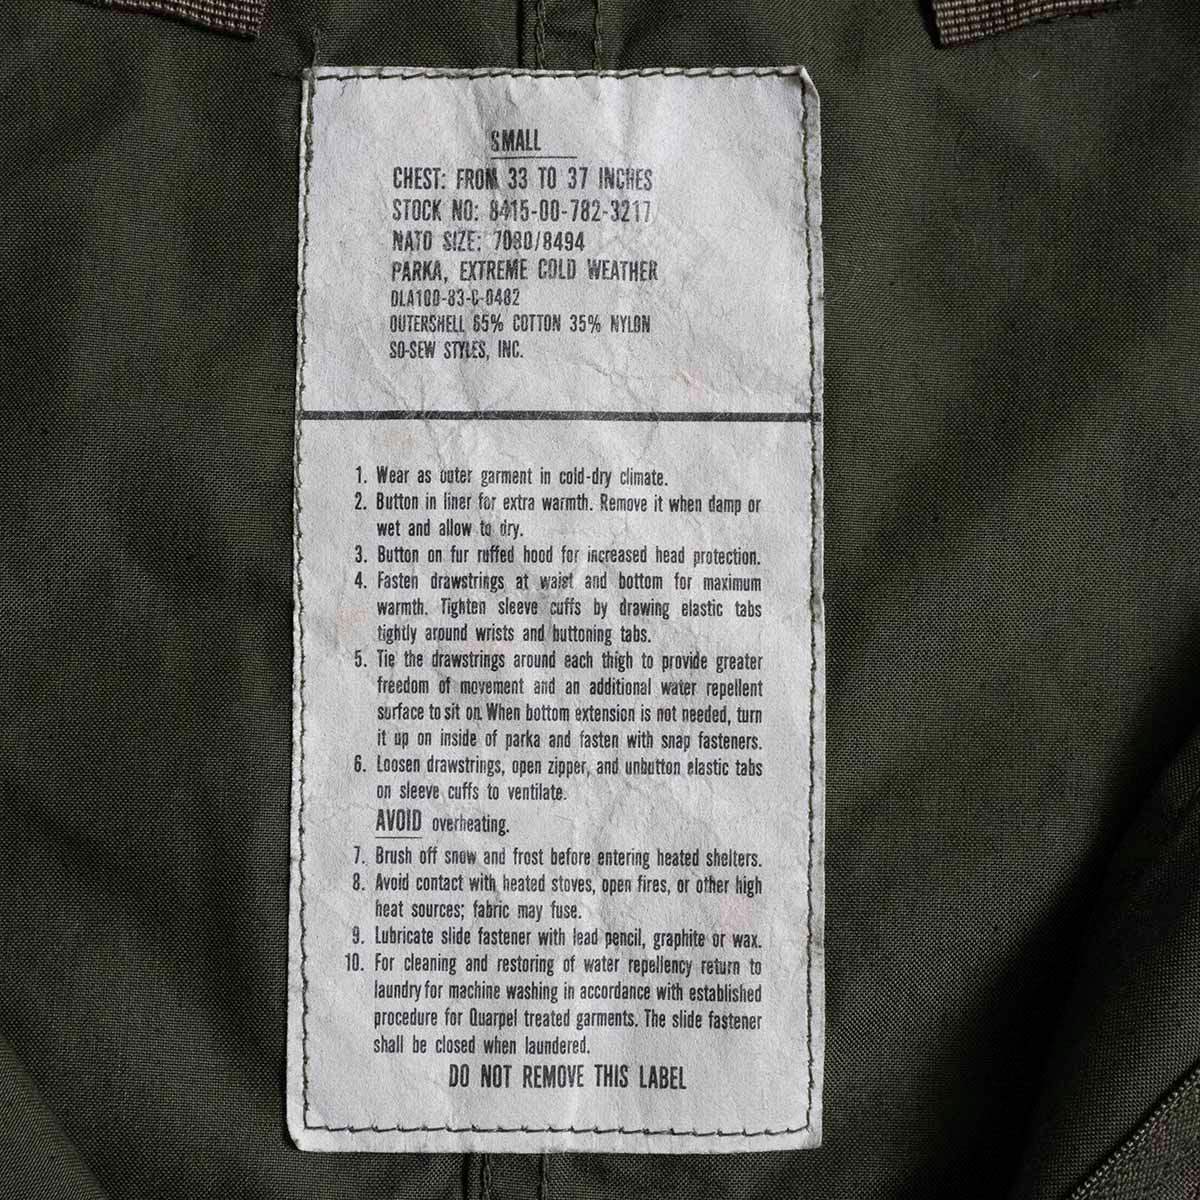 SMALL
CHEST: FROM 33 TO 37 INCHES
STOCK NO: 8415-00-782-3217
NATO SIZE: 7080/8494
PARKA, EXTREME COLD WEATHER
DLA100-83-C-0482
OUTERSHELL 65% COTTON 35% NYLON
SO-SEW STYLES, INC.
1. Wear as outer garment in cold-dry climate.
2. Button in liner for extra warmth. Remove it when damp or
wet and allow to dry.
3. Button on fur ruffed hood for increased head protection.
4. Fasten drawstrings at waist and bottom for maximum
warmth. Tighten sleeve cuffs by drawing elastic tabs
tightly around wrists and buttoning tabs.
5. Tie the drawstrings around each thigh to provide greater
freedom of movement and an additional water repellent
surface to sit on. When bottom extension is not needed, turn
it up on inside of parka and fasten with snap fasteners.
6. Loosen drawstrings, open zipper, and unbutton elastic tabs
on sleeve cuffs to ventilate.
AVOID overheating.
7. Brush off snow and frost before entering heated shelters.
8. Avoid contact with heated stoves, open fires, or other high
heat sources; fabric may fuse.
9. Lubricate slide fastener with lead pencil, graphite or wax.
10. For cleaning and restoring of water repellency return to
laundry for machine washing in accordance with established
procedure for Quarpel treated garments. The slide fastener
shall be closed when laundered.
DO NOT REMOVE THIS LABEL